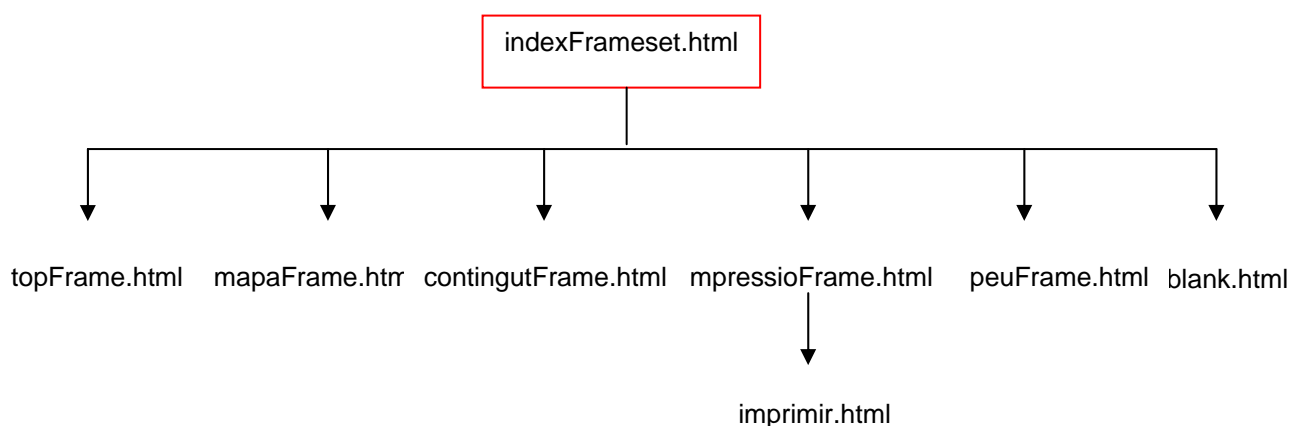 indexFrameset.html
topFrame.html
mapaFrame.htm
contingutFrame.html
mpressioFrame.html
peuFrame.html
blank.html
imprimir.html